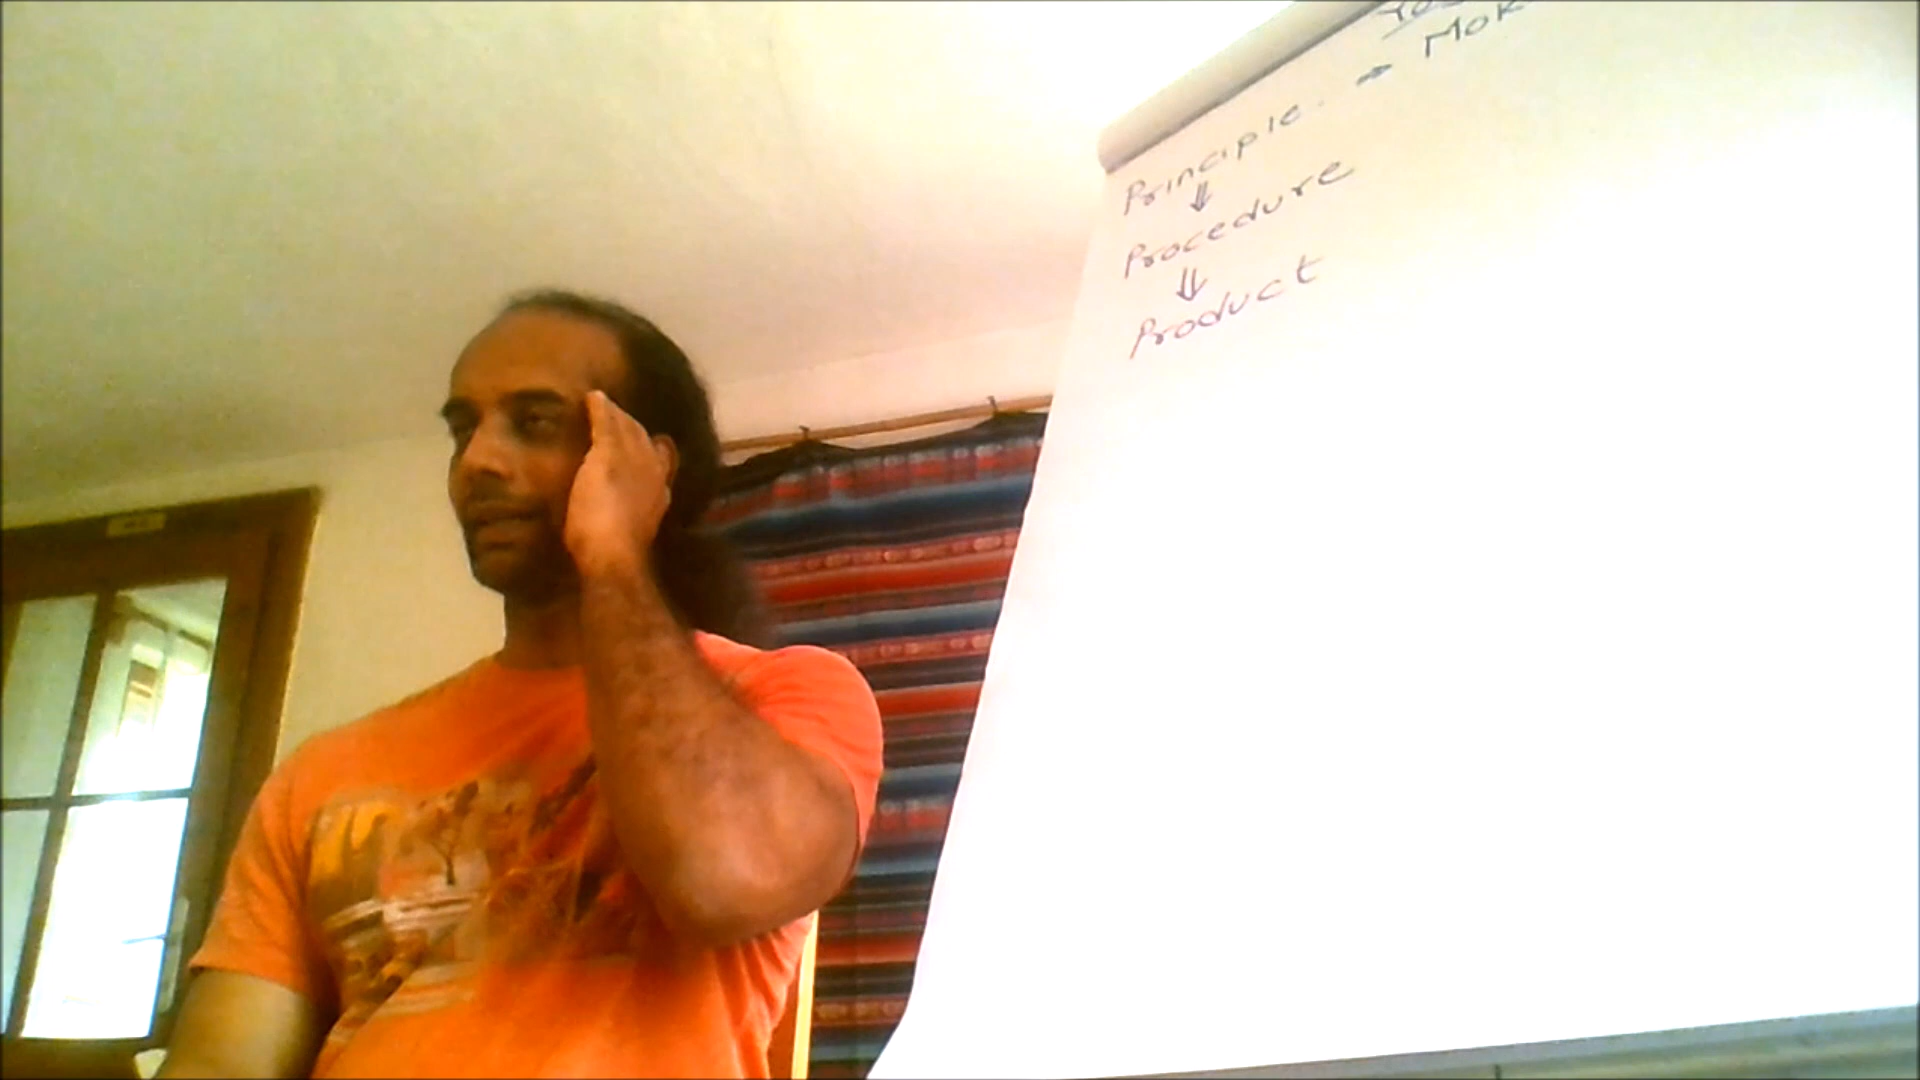 Principle. →
⇓
Procedure
⇓
Product